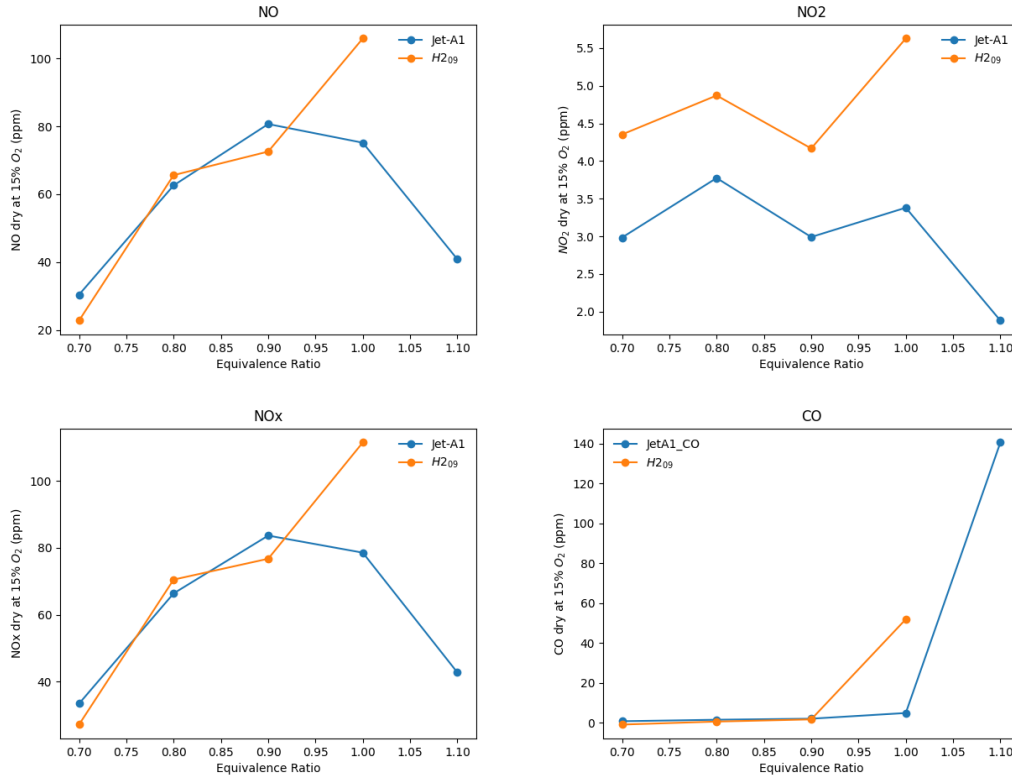 NO
NO dry at 15% O₂ (ppm)
100
80
60
40
20
Jet-A1
H2₀₉
0.70 0.75 0.80 0.85 0.90 0.95 1.00 1.05 1.10
Equivalence Ratio
NO2
NO₂ dry at 15% O₂ (ppm)
5.5
5.0
4.5
4.0
3.5
3.0
2.5
2.0
Jet-A1
H2₀₉
0.70 0.75 0.80 0.85 0.90 0.95 1.00 1.05 1.10
Equivalence Ratio
NOx
NOx dry at 15% O₂ (ppm)
100
80
60
40
Jet-A1
H2₀₉
0.70 0.75 0.80 0.85 0.90 0.95 1.00 1.05 1.10
Equivalence Ratio
CO
CO dry at 15% O₂ (ppm)
140
120
100
80
60
40
20
0
JetA1_CO
H2₀₉
0.70 0.75 0.80 0.85 0.90 0.95 1.00 1.05 1.10
Equivalence Ratio